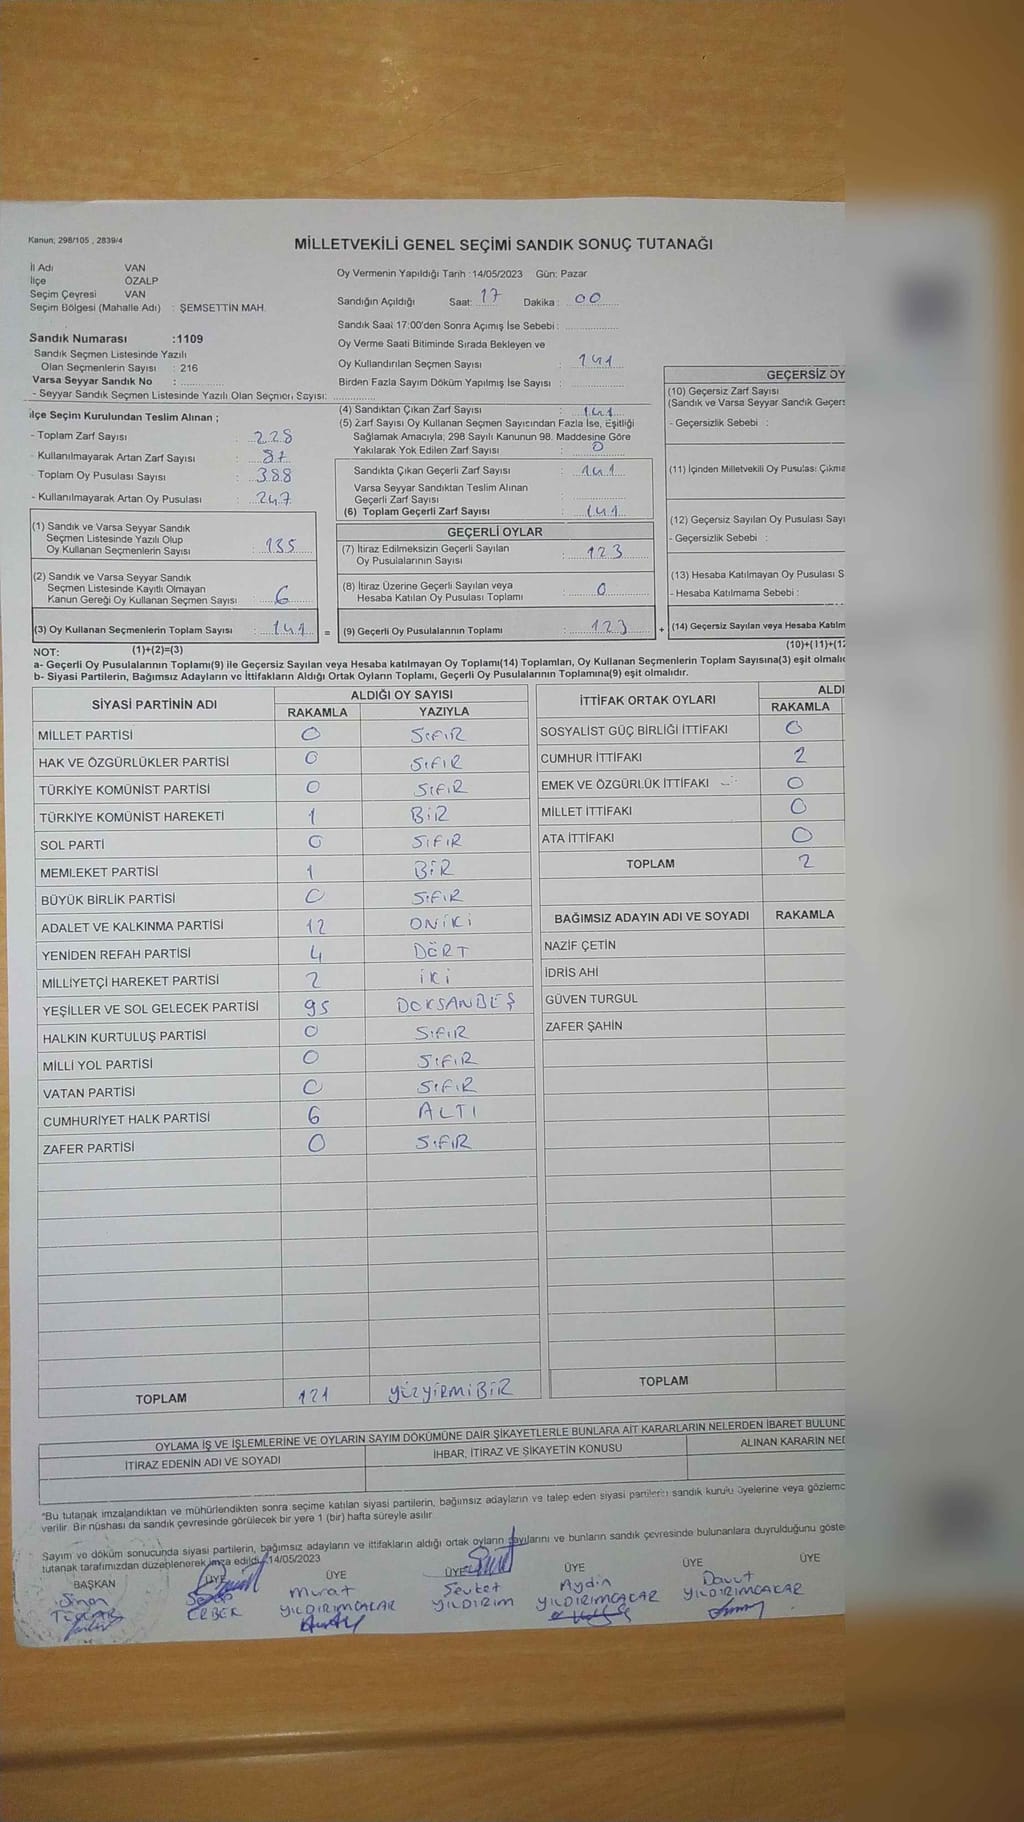 Kanun; 298/105 , 2839/4
MİLLETVEKİLİ GENEL SEÇİMİ SANDIK SONUÇ TUTANAĞI
İl Adı VAN
İlçe ÖZALP
Seçim Çevresi VAN
Seçim Bölgesi (Mahalle Adı) : ŞEMSETTİN MAH.
Oy Vermenin Yapıldığı Tarih :14/05/2023 Gün: Pazar
Sandığın Açıldığı Saat: 17 Dakika : 00
Sandık Saat 17:00'den Sonra Açımış İse Sebebi :
Sandık Numarası :1109
Sandık Seçmen Listesinde Yazılı
Olan Seçmenlerin Sayısı : 216
Varsa Seyyar Sandık No :
- Seyyar Sandık Seçmen Listesinde Yazılı Olan Seçmen Sayısı:
Oy Verme Saati Bitiminde Sırada Bekleyen ve
Oy Kullandırılan Seçmen Sayısı : 141
Birden Fazla Sayım Döküm Yapılmış İse Sayısı :
İlçe Seçim Kurulundan Teslim Alınan ;
- Toplam Zarf Sayısı : 228
- Kullanılmayarak Artan Zarf Sayısı : 87
- Toplam Oy Pusulası Sayısı : 388
- Kullanılmayarak Artan Oy Pusulası : 247
(4) Sandıktan Çıkan Zarf Sayısı : 141
(5) Zarf Sayısı Oy Kullanan Seçmen Sayısından Fazla İse, Eşitliği
Sağlamak Amacıyla; 298 Sayılı Kanunun 98. Maddesine Göre
Yakılarak Yok Edilen Zarf Sayısı : 0
Sandıkta Çıkan Geçerli Zarf Sayısı : 141
Varsa Seyyar Sandıktan Teslim Alınan
Geçerli Zarf Sayısı
(6) Toplam Geçerli Zarf Sayısı : 141
GEÇERSİZ OY
(10) Geçersiz Zarf Sayısı
(Sandık ve Varsa Seyyar Sandık Geçers
- Geçersizlik Sebebi :
(11) İçinden Milletvekili Oy Pusulası Çıkma
(12) Geçersiz Sayılan Oy Pusulası Sayı
- Geçersizlik Sebebi :
(13) Hesaba Katılmayan Oy Pusulası S
- Hesaba Katılmama Sebebi :
(14) Geçersiz Sayılan veya Hesaba Katılm
(10)+(11)+(12
(1) Sandık ve Varsa Seyyar Sandık
Seçmen Listesinde Yazılı Olup
Oy Kullanan Seçmenlerin Sayısı : 135
(2) Sandık ve Varsa Seyyar Sandık
Seçmen Listesinde Kayıtlı Olmayan
Kanun Gereği Oy Kullanan Seçmen Sayısı : 6
(3) Oy Kullanan Seçmenlerin Toplam Sayısı : 141 =
GEÇERLİ OYLAR
(7) İtiraz Edilmeksizin Geçerli Sayılan
Oy Pusulalarının Sayısı : 123
(8) İtiraz Üzerine Geçerli Sayılan veya
Hesaba Katılan Oy Pusulası Toplamı : 0
(9) Geçerli Oy Pusulalarının Toplamı : 123 +
NOT: (1)+(2)=(3)
a- Geçerli Oy Pusulalarının Toplamı(9) ile Geçersiz Sayılan veya Hesaba katılmayan Oy Toplamı(14) Toplamları, Oy Kullanan Seçmenlerin Toplam Sayısına(3) eşit olmalıd
b- Siyasi Partilerin, Bağımsız Adayların ve İttifakların Aldığı Ortak Oyların Toplamı, Geçerli Oy Pusulalarının Toplamına(9) eşit olmalıdır.
SİYASİ PARTİNİN ADI ALDIĞI OY SAYISI
RAKAMLA YAZIYLA
MİLLET PARTİSİ 0 SIFIR
HAK VE ÖZGÜRLÜKLER PARTİSİ 0 SIFIR
TÜRKİYE KOMÜNİST PARTİSİ 0 SIFIR
TÜRKİYE KOMÜNİST HAREKETİ 1 BİR
SOL PARTİ 0 SIFIR
MEMLEKET PARTİSİ 1 BİR
BÜYÜK BİRLİK PARTİSİ 0 SIFIR
ADALET VE KALKINMA PARTİSİ 12 ONİKİ
YENİDEN REFAH PARTİSİ 4 DÖRT
MİLLİYETÇİ HAREKET PARTİSİ 2 İKİ
YEŞİLLER VE SOL GELECEK PARTİSİ 95 DOKSANBEŞ
HALKIN KURTULUŞ PARTİSİ 0 SIFIR
MİLLİ YOL PARTİSİ 0 SIFIR
VATAN PARTİSİ 0 SIFIR
CUMHURİYET HALK PARTİSİ 6 ALTI
ZAFER PARTİSİ 0 SIFIR
TOPLAM 121 YÜZYİRMİBİR
İTTİFAK ORTAK OYLARI ALDI
RAKAMLA
SOSYALİST GÜÇ BİRLİĞİ İTTİFAKI 0
CUMHUR İTTİFAKI 2
EMEK VE ÖZGÜRLÜK İTTİFAKI 0
MİLLET İTTİFAKI 0
ATA İTTİFAKI 0
TOPLAM 2
BAĞIMSIZ ADAYIN ADI VE SOYADI RAKAMLA
NAZİF ÇETİN
İDRİS AHİ
GÜVEN TURGUL
ZAFER ŞAHİN
TOPLAM
OYLAMA İŞ VE İŞLEMLERİNE VE OYLARIN SAYIM DÖKÜMÜNE DAİR ŞİKAYETLERLE BUNLARA AİT KARARLARIN NELERDEN İBARET BULUND
İTİRAZ EDENİN ADI VE SOYADI İHBAR, İTİRAZ VE ŞİKAYETİN KONUSU ALINAN KARARIN NED
"Bu tutanak imzalandıktan ve mühürlendikten sonra seçime katılan siyasi partilerin, bağımsız adayların ve talep eden siyasi partilerin sandık kurulu üyelerine veya gözlemc
verilir. Bir nüshası da sandık çevresinde görülecek bir yere 1 (bir) hafta süreyle asılır.
Sayım ve döküm sonucunda siyasi partilerin, bağımsız adayların ve ittifakların aldığı ortak oyların sayılarını ve bunların sandık çevresinde bulunanlara duyrulduğunu göste
tutanak tarafımızdan düzenlenerek imza edildi. 14/05/2023
BAŞKAN ÜYE ÜYE ÜYE ÜYE ÜYE ÜYE
Sinan Murat Şevket Aydın Davut
ERBEK YILDIRIMÇAKAR YILDIRIM YILDIRIMÇAKAR YILDIRIMÇAKAR